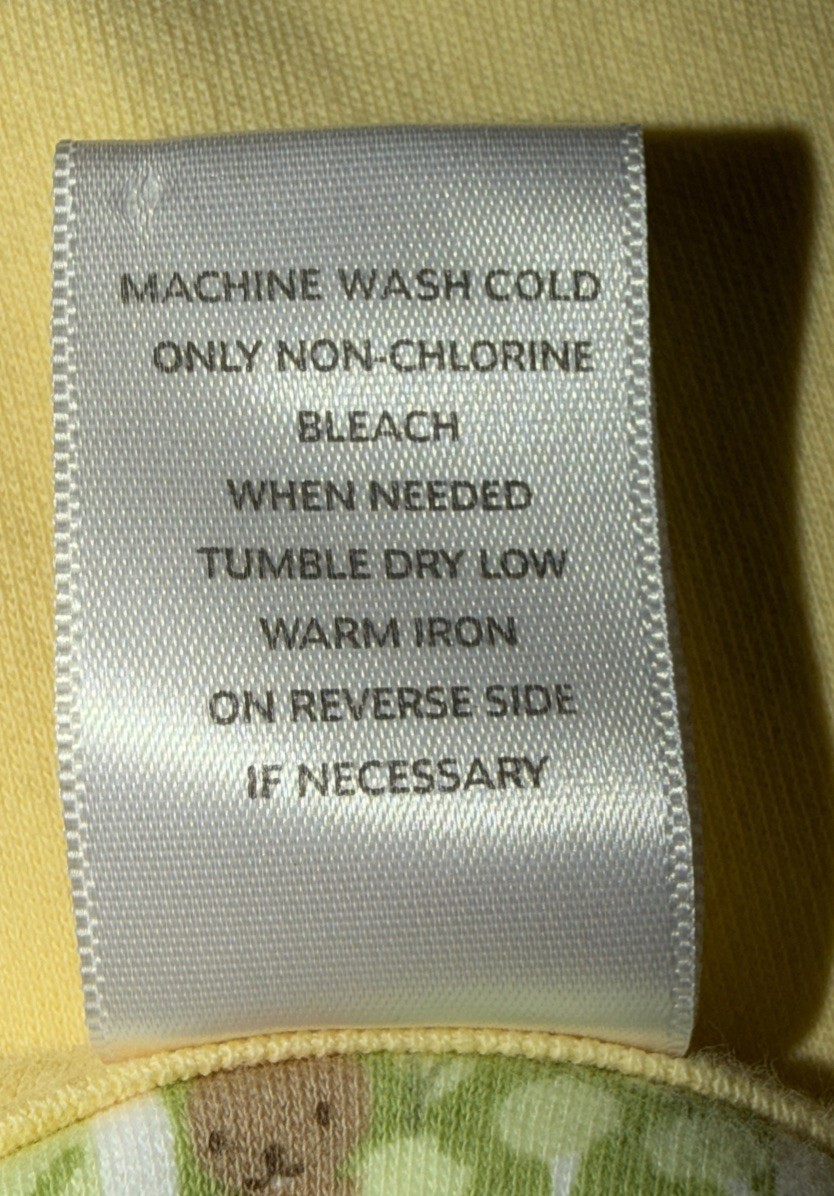 MACHINE WASH COLD
ONLY NON-CHLORINE
BLEACH
WHEN NEEDED
TUMBLE DRY LOW
WARM IRON
ON REVERSE SIDE
IF NECESSARY